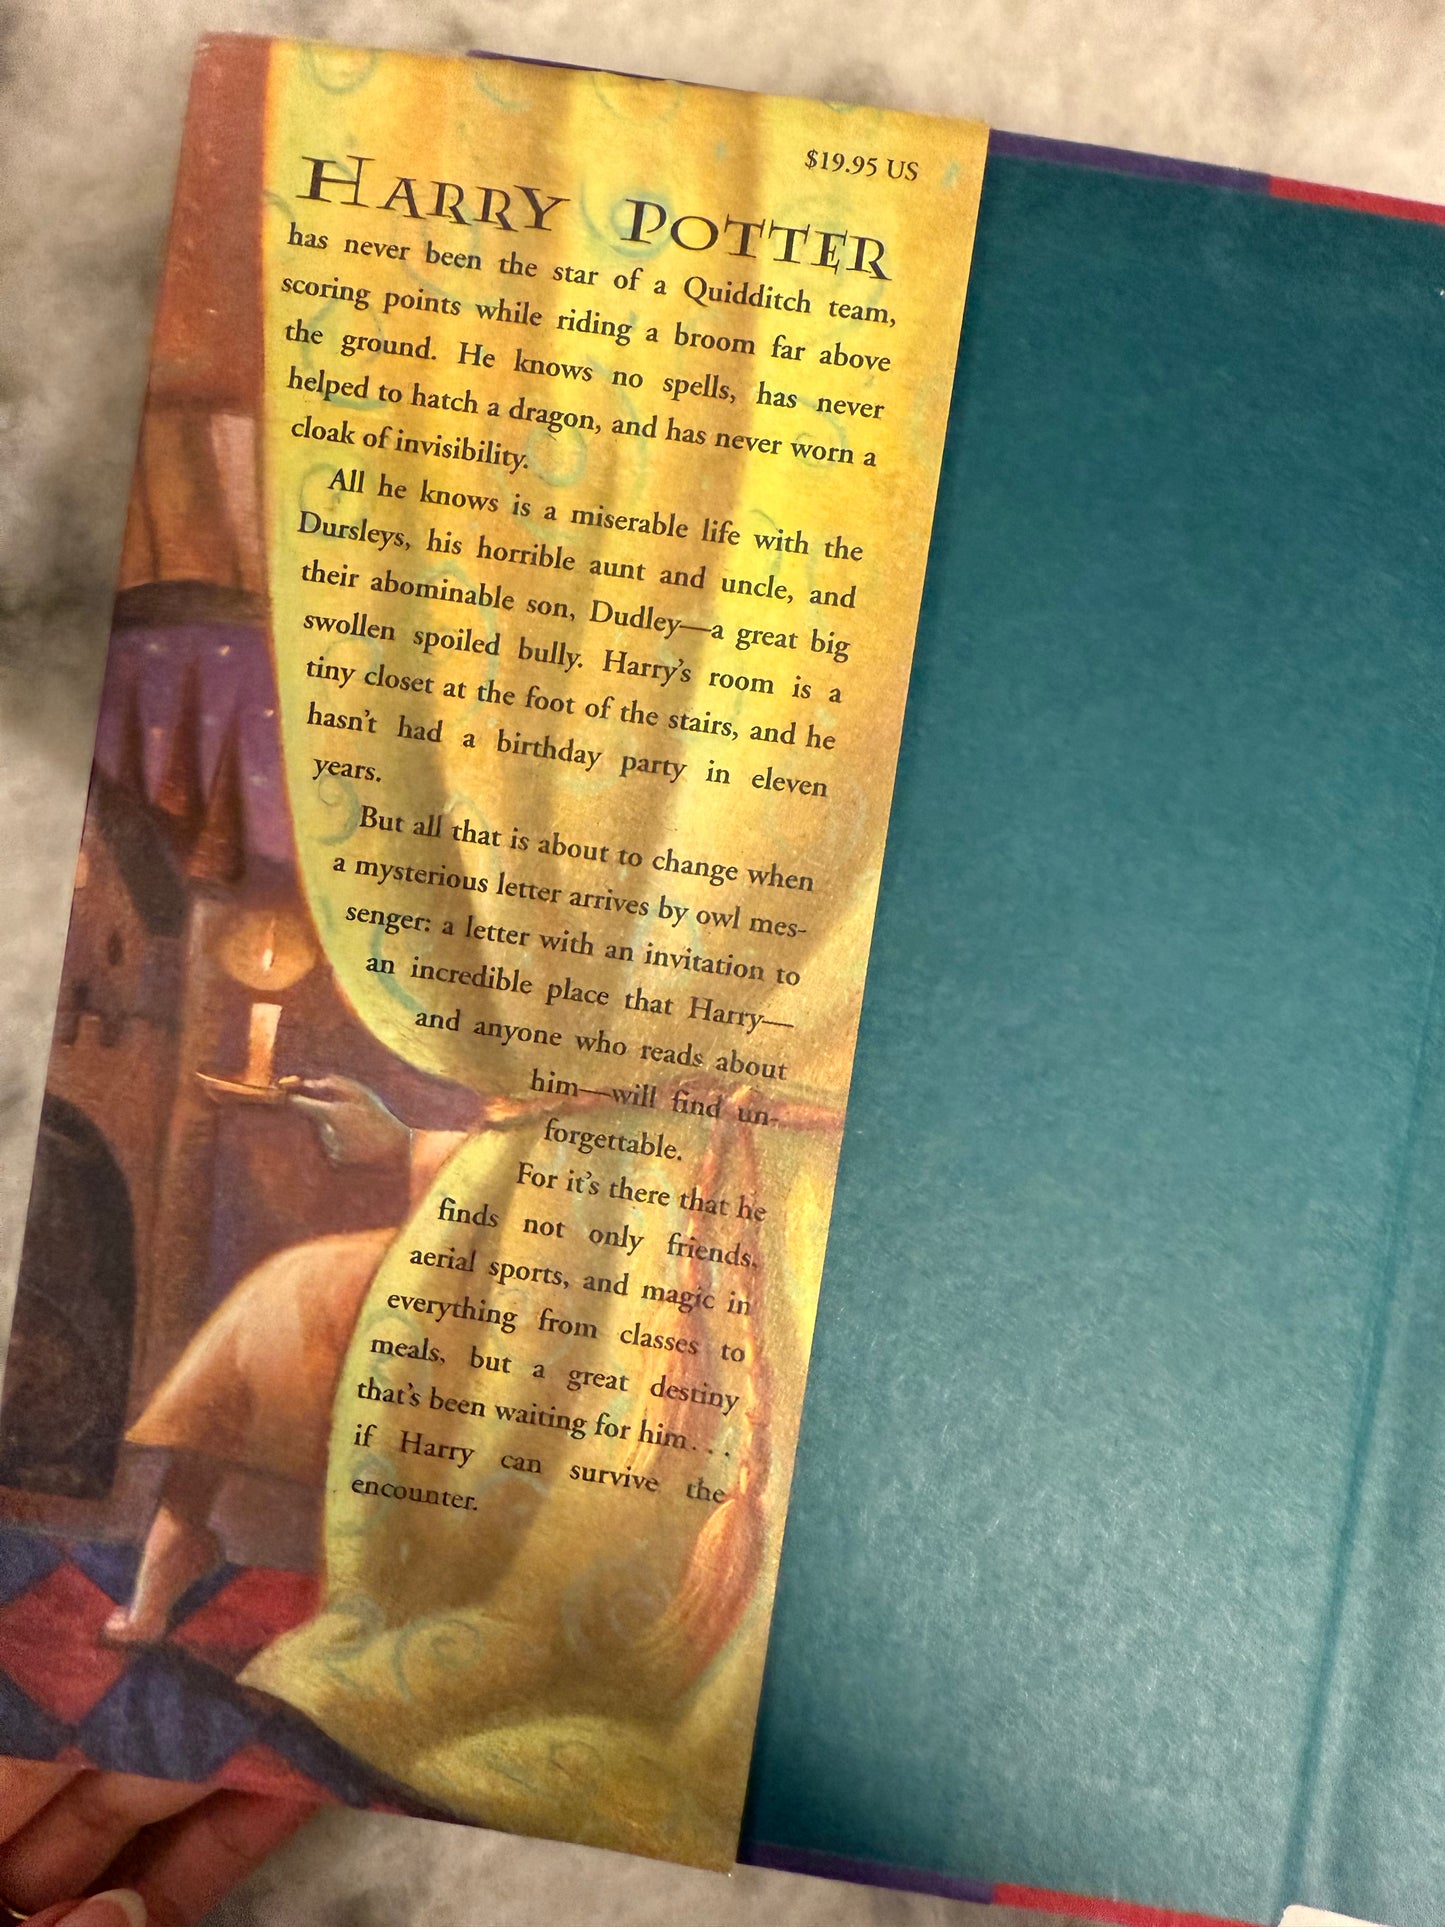 $19.95 US
HARRY POTTER
has never been the star of a Quidditch team,
scoring points while riding a broom far above
the ground. He knows no spells, has never
helped to hatch a dragon, and has never worn a
cloak of invisibility.
All he knows is a miserable life with the
Dursleys, his horrible aunt and uncle, and
their abominable son, Dudley—a great big
swollen spoiled bully. Harry's room is a
tiny closet at the foot of the stairs, and he
hasn't had a birthday party in eleven
years.
But all that is about to change when
a mysterious letter arrives by owl mes-
senger: a letter with an invitation to
an incredible place that Harry—
and anyone who reads about
him—will find un-
forgettable.
For it's there that he
finds not only friends,
aerial sports, and magic in
everything from classes to
meals, but a great destiny
that's been waiting for him...
if Harry can survive the
encounter.